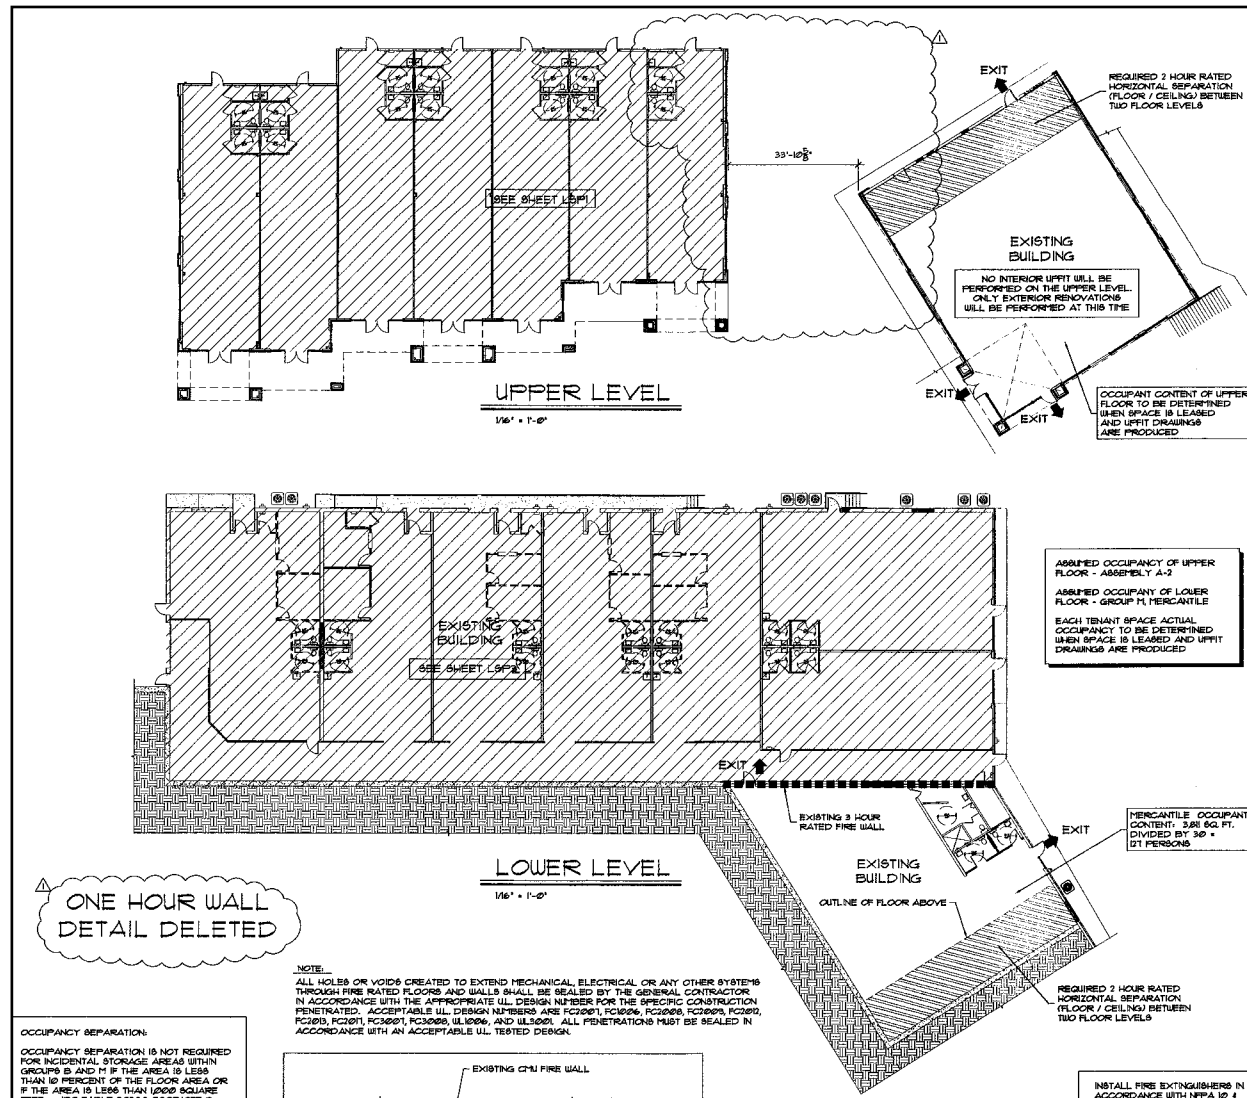 EXIT
REQUIRED 2 HOUR RATED
HORIZONTAL SEPARATION
(FLOOR / CEILING) BETWEEN
TWO FLOOR LEVELS
33'-10 5/8"
SEE SHEET LSP1
EXISTING
BUILDING
NO INTERIOR UPFIT WILL BE
PERFORMED ON THE UPPER LEVEL.
ONLY EXTERIOR RENOVATIONS
WILL BE PERFORMED AT THIS TIME
UPPER LEVEL
1/16" = 1'-0"
EXIT
EXIT
OCCUPANT CONTENT OF UPPER
FLOOR TO BE DETERMINED
WHEN SPACE IS LEASED
AND UPFIT DRAWINGS
ARE PRODUCED
ASSUMED OCCUPANCY OF UPPER
FLOOR - ASSEMBLY A-2
ASSUMED OCCUPANY OF LOWER
FLOOR - GROUP M, MERCANTILE
EACH TENANT SPACE ACTUAL
OCCUPANCY TO BE DETERMINED
WHEN SPACE IS LEASED AND UPFIT
DRAWINGS ARE PRODUCED
EXISTING
BUILDING
SEE SHEET LSP2
EXIT
EXISTING 3 HOUR
RATED FIRE WALL
MERCANTILE OCCUPANT
CONTENT: 3,811 SQ. FT.
DIVIDED BY 30 =
127 PERSONS
EXIT
LOWER LEVEL
1/16" = 1'-0"
EXISTING
BUILDING
OUTLINE OF FLOOR ABOVE
1
ONE HOUR WALL
DETAIL DELETED
NOTE:
ALL HOLES OR VOIDS CREATED TO EXTEND MECHANICAL, ELECTRICAL OR ANY OTHER SYSTEMS
THROUGH FIRE RATED FLOORS AND WALLS SHALL BE SEALED BY THE GENERAL CONTRACTOR
IN ACCORDANCE WITH THE APPROPRIATE U.L. DESIGN NUMBER FOR THE SPECIFIC CONSTRUCTION
PENETRATED. ACCEPTABLE U.L. DESIGN NUMBERS ARE FC2007, FC1006, FC2008, FC2009, FC2012,
FC2013, FC2017, FC3007, FC3008, WL1006, AND WL3001. ALL PENETRATIONS MUST BE SEALED IN
ACCORDANCE WITH AN ACCEPTABLE U.L. TESTED DESIGN.
REQUIRED 2 HOUR RATED
HORIZONTAL SEPARATION
(FLOOR / CEILING) BETWEEN
TWO FLOOR LEVELS
OCCUPANCY SEPARATION:
OCCUPANCY SEPARATION IS NOT REQUIRED
FOR INCIDENTAL STORAGE AREAS WITHIN
GROUPS B AND M IF THE AREA IS LESS
THAN 10 PERCENT OF THE FLOOR AREA OR
IF THE AREA IS LESS THAN 1,000 SQUARE
EXISTING CMU FIRE WALL
INSTALL FIRE EXTINGUISHERS IN
ACCORDANCE WITH NFPA 10 &